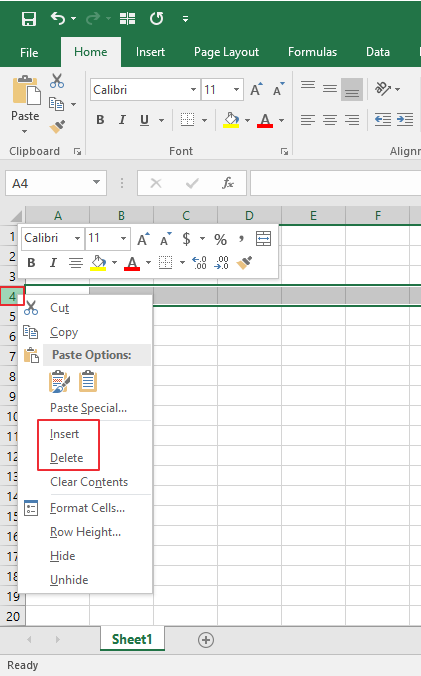 File Home Insert Page Layout Formulas Data
Paste
Calibri 11 A A
B I U A
Clipboard Font Alignm
A4 fx
A B C D E F
1
Calibri 11 A A $ % ,
2
B I A .00 .0
3
4
Cut
5
Copy
6
Paste Options:
7
8
Paste Special...
9
10
Insert
11
Delete
12
Clear Contents
13
Format Cells...
14
15
Row Height...
16
Hide
17
Unhide
18
19
20
Sheet1
Ready